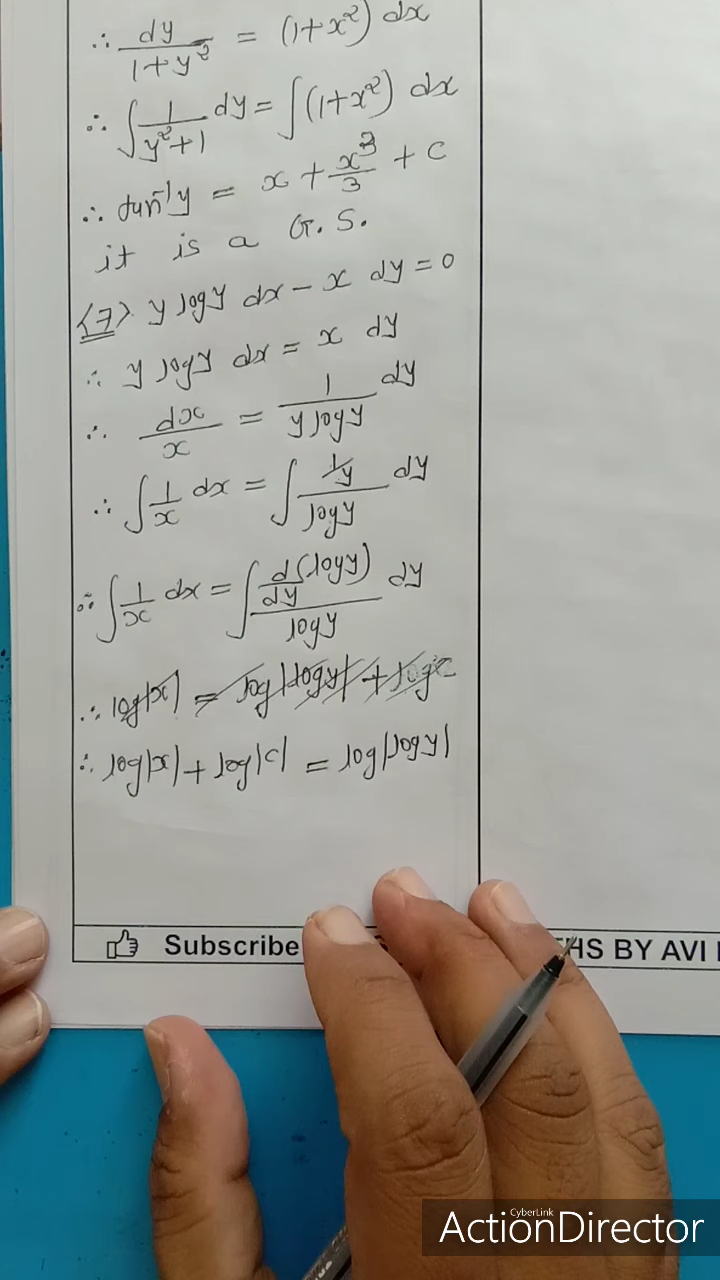 ∴ dy/(1+y²) = (1+x²) dx
∴ ∫ 1/(y²+1) dy = ∫(1+x²) dx
∴ tan⁻¹y = x + x³/3 + c
it is a G.S.
<7> y logy dx − x dy = 0
∴ y logy dx = x dy
∴ dx/x = 1/(y logy) dy
∴ ∫ 1/x dx = ∫ (1/y)/(logy) dy
∴ ∫ 1/x dx = ∫ (d/dy (logy))/(logy) dy
∴ log|x| = log|logy| + logc
∴ log|x| + log|c| = log|logy|
Subscribe HS BY AVI
CyberLink
ActionDirector